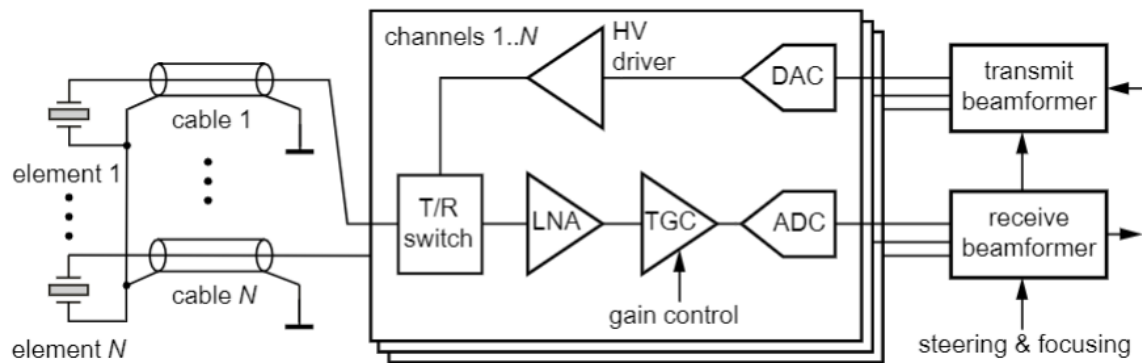 channels 1..N
HV
driver
DAC
transmit
beamformer
cable 1
element 1
T/R
switch
LNA
TGC
ADC
receive
beamformer
cable N
gain control
element N
steering & focusing